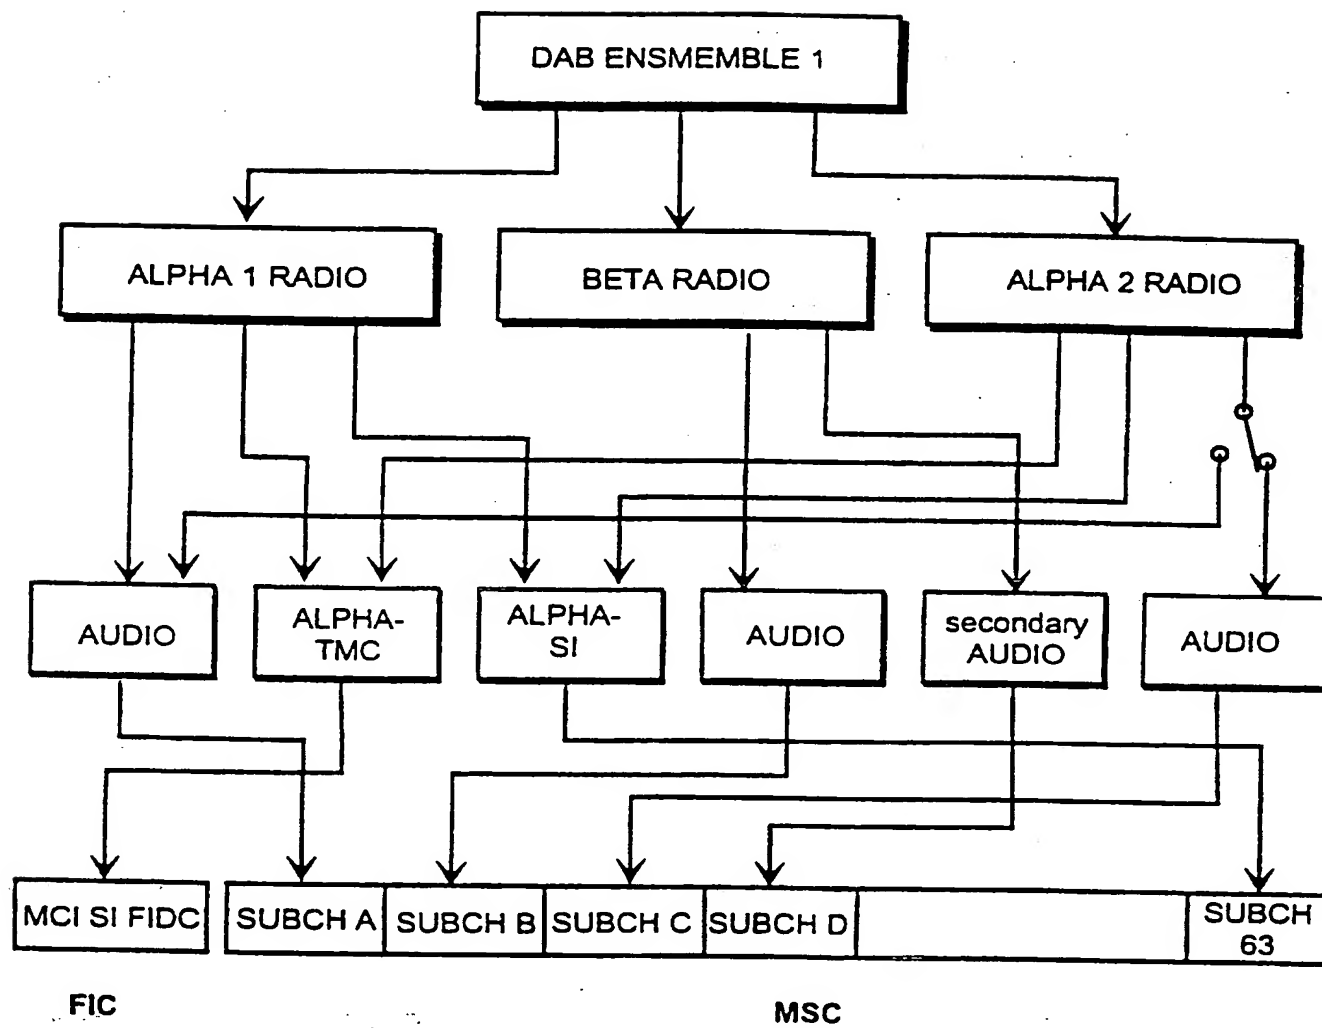 DAB ENSMEMBLE 1
ALPHA 1 RADIO
BETA RADIO
ALPHA 2 RADIO
AUDIO
ALPHA-
TMC
ALPHA-
SI
AUDIO
secondary
AUDIO
AUDIO
MCI SI FIDC
SUBCH A
SUBCH B
SUBCH C
SUBCH D
SUBCH
63
FIC
MSC